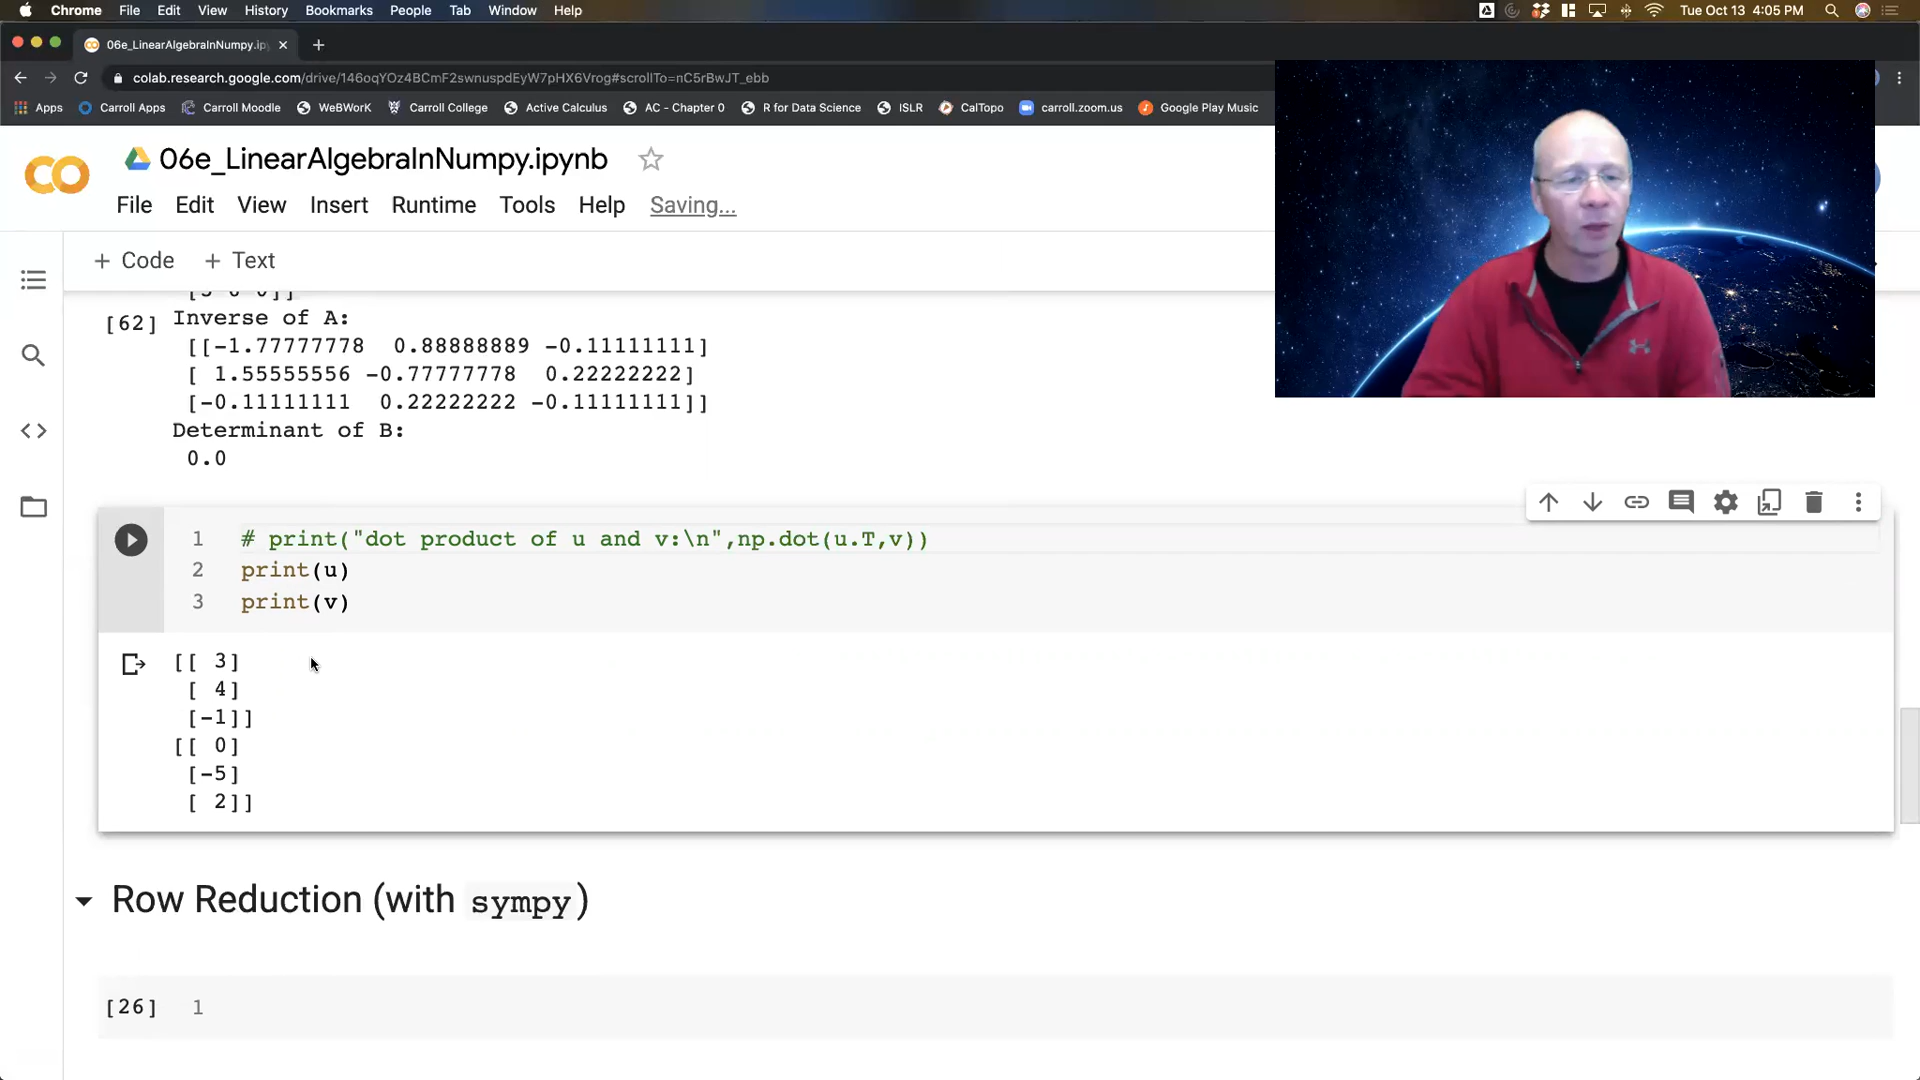 Chrome File Edit View History Bookmarks People Tab Window Help Tue Oct 13 4:05 PM
06e_LinearAlgebraInNumpy.ip
colab.research.google.com/drive/146oqYOz4BCmF2swnuspdEyW7pHX6Vrog#scrollTo=nC5rBwJT_ebb
Apps Carroll Apps Carroll Moodle WeBWorK Carroll College Active Calculus AC - Chapter 0 R for Data Science ISLR CalTopo carroll.zoom.us Google Play Music
CO 06e_LinearAlgebraInNumpy.ipynb
File Edit View Insert Runtime Tools Help Saving...
+ Code + Text
[62] Inverse of A:
[[-1.77777778 0.88888889 -0.11111111]
[ 1.55555556 -0.77777778 0.22222222]
[-0.11111111 0.22222222 -0.11111111]]
Determinant of B:
0.0
1 # print("dot product of u and v:\n",np.dot(u.T,v))
2 print(u)
3 print(v)
[[ 3]
[ 4]
[-1]]
[[ 0]
[-5]
[ 2]]
Row Reduction (with sympy)
[26] 1